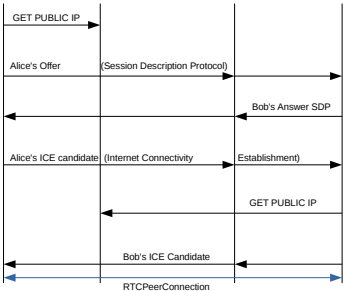 GET PUBLIC IP
Alice's Offer (Session Description Protocol)
Bob's Answer SDP
Alice's ICE candidate (Internet Connectivity Establishment)
GET PUBLIC IP
Bob's ICE Candidate
RTCPeerConnection